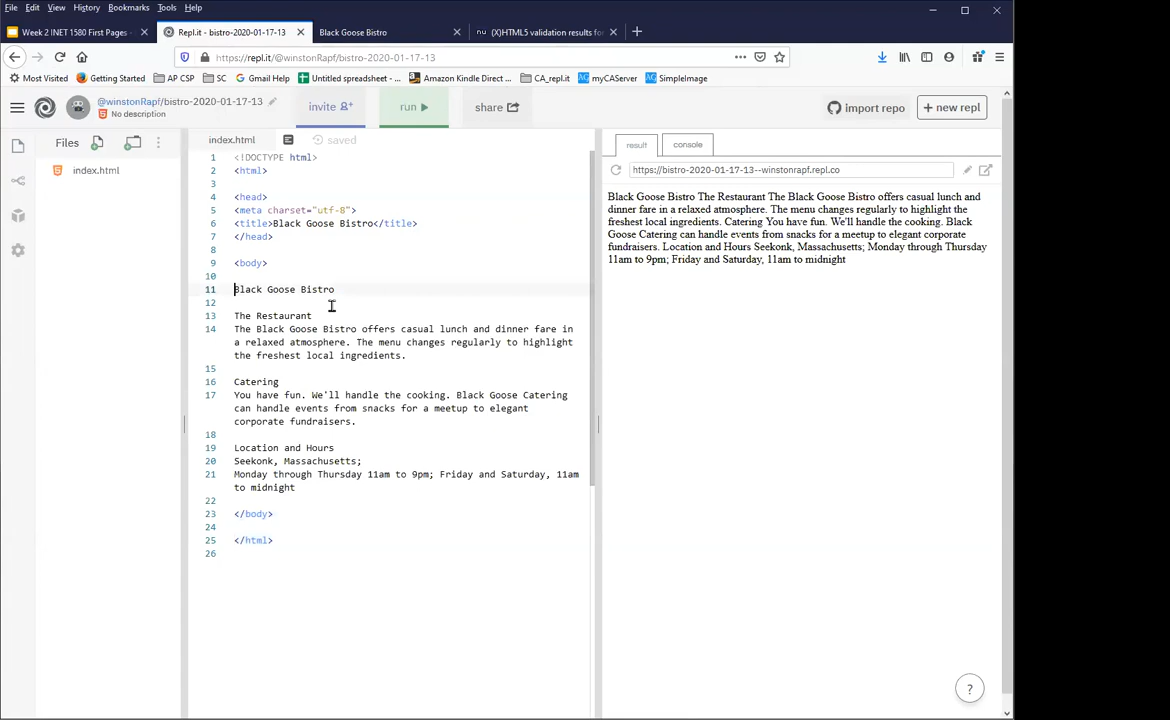 File Edit View History Bookmarks Tools Help
Week 2 INET 1580 First Pages -
Repl.it - bistro-2020-01-17-13
Black Goose Bistro
nu (X)HTML5 validation results for
https://repl.it/@winstonRapf/bistro-2020-01-17-13
Most Visited Getting Started AP CSP SC Gmail Help Untitled spreadsheet - Amazon Kindle Direct ... CA_repl.it myCAServer SimpleImage
@winstonRapf/bistro-2020-01-17-13
No description
invite
run
share
import repo
+ new repl
Files
index.html
index.html
saved
1 <!DOCTYPE html>
2 <html>
3
4 <head>
5 <meta charset="utf-8">
6 <title>Black Goose Bistro</title>
7 </head>
8
9 <body>
10
11 Black Goose Bistro
12
13 The Restaurant
14 The Black Goose Bistro offers casual lunch and dinner fare in
a relaxed atmosphere. The menu changes regularly to highlight
the freshest local ingredients.
15
16 Catering
17 You have fun. We'll handle the cooking. Black Goose Catering
can handle events from snacks for a meetup to elegant
corporate fundraisers.
18
19 Location and Hours
20 Seekonk, Massachusetts;
21 Monday through Thursday 11am to 9pm; Friday and Saturday, 11am
to midnight
22
23 </body>
24
25 </html>
26
result console
https://bistro-2020-01-17-13--winstonrapf.repl.co
Black Goose Bistro The Restaurant The Black Goose Bistro offers casual lunch and
dinner fare in a relaxed atmosphere. The menu changes regularly to highlight the
freshest local ingredients. Catering You have fun. We'll handle the cooking. Black
Goose Catering can handle events from snacks for a meetup to elegant corporate
fundraisers. Location and Hours Seekonk, Massachusetts; Monday through Thursday
11am to 9pm; Friday and Saturday, 11am to midnight
?